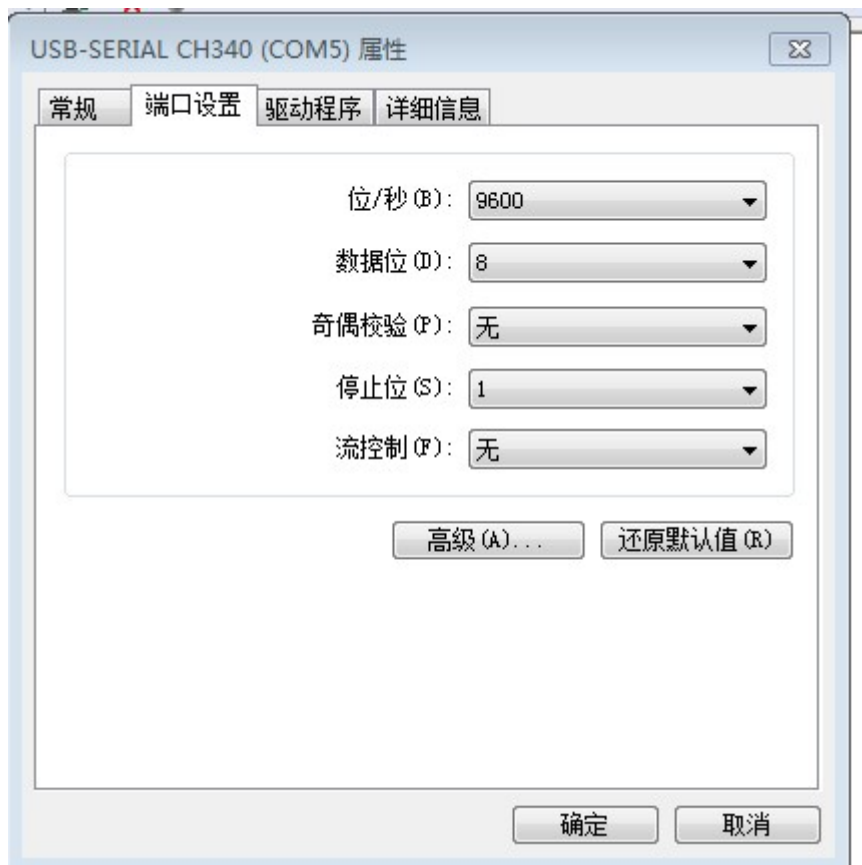 USB-SERIAL CH340 (COM5) 属性
常规 端口设置 驱动程序 详细信息
位/秒(B): 9600
数据位(D): 8
奇偶校验(P): 无
停止位(S): 1
流控制(F): 无
高级(A)... 还原默认值(R)
确定 取消